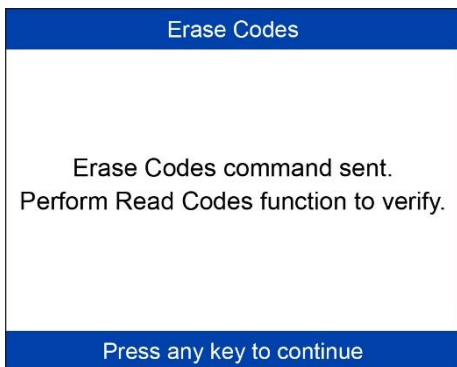 Erase Codes
Erase Codes command sent.
Perform Read Codes function to verify.
Press any key to continue